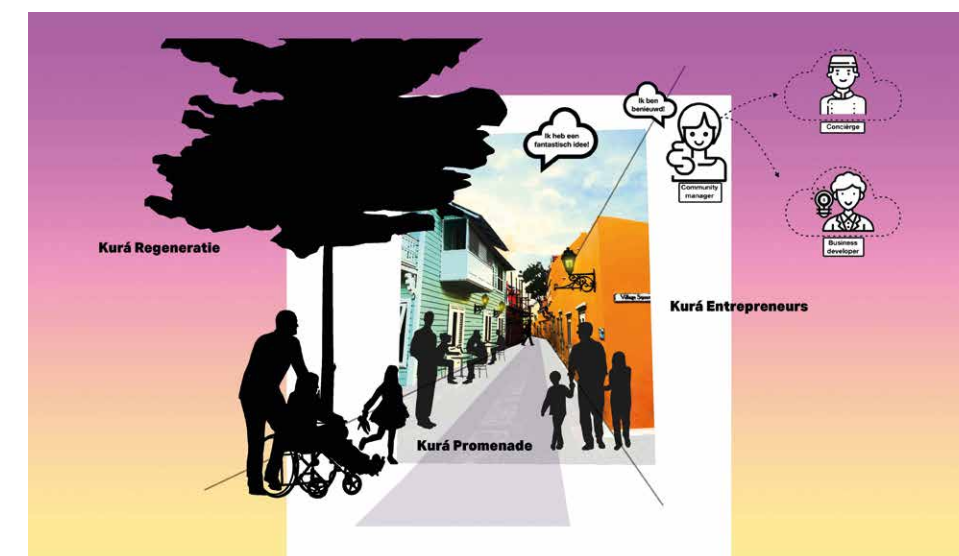 Ik ben
benieuwd!
Ik heb een
fantastisch idee!
Conciërge
Community
manager
Business
developer
Kurá Regeneratie
Kurá Entrepreneurs
Kurá Promenade